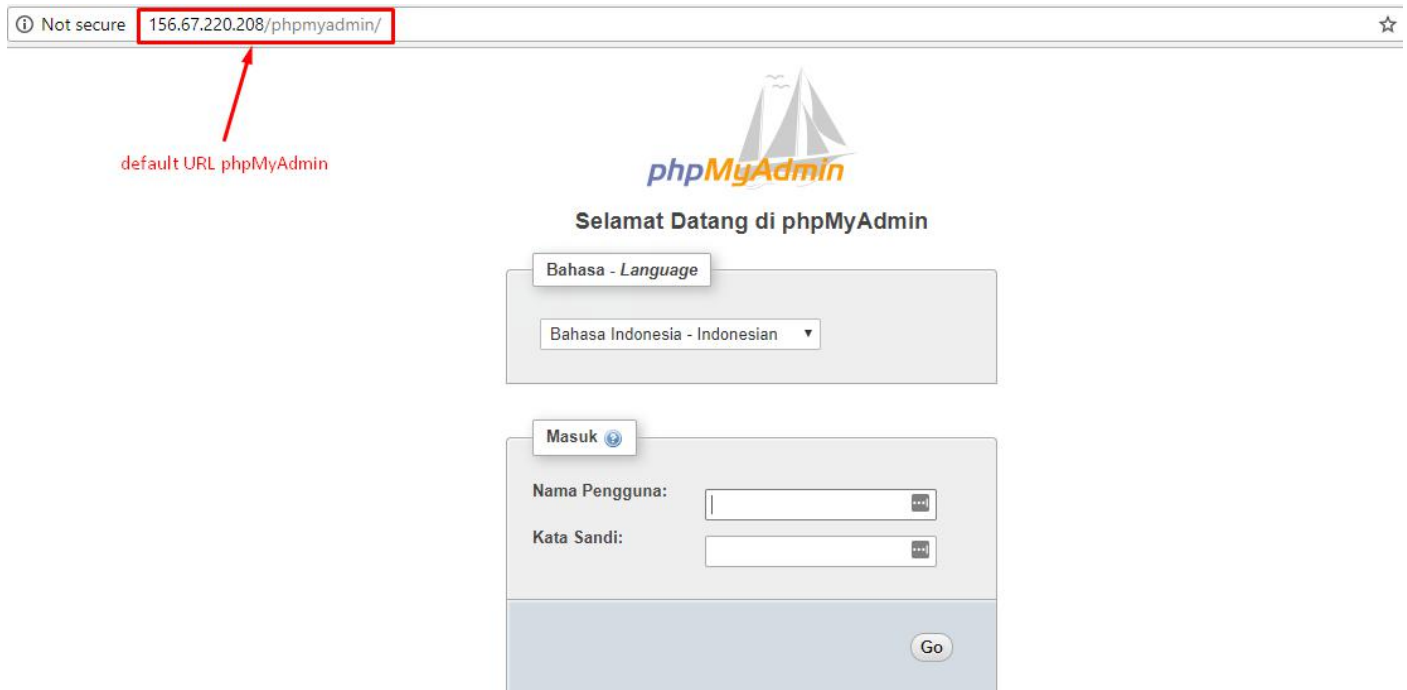 Not secure 156.67.220.208/phpmyadmin/
default URL phpMyAdmin
phpMyAdmin
Selamat Datang di phpMyAdmin
Bahasa - Language
Bahasa Indonesia - Indonesian
Masuk
Nama Pengguna:
Kata Sandi:
Go